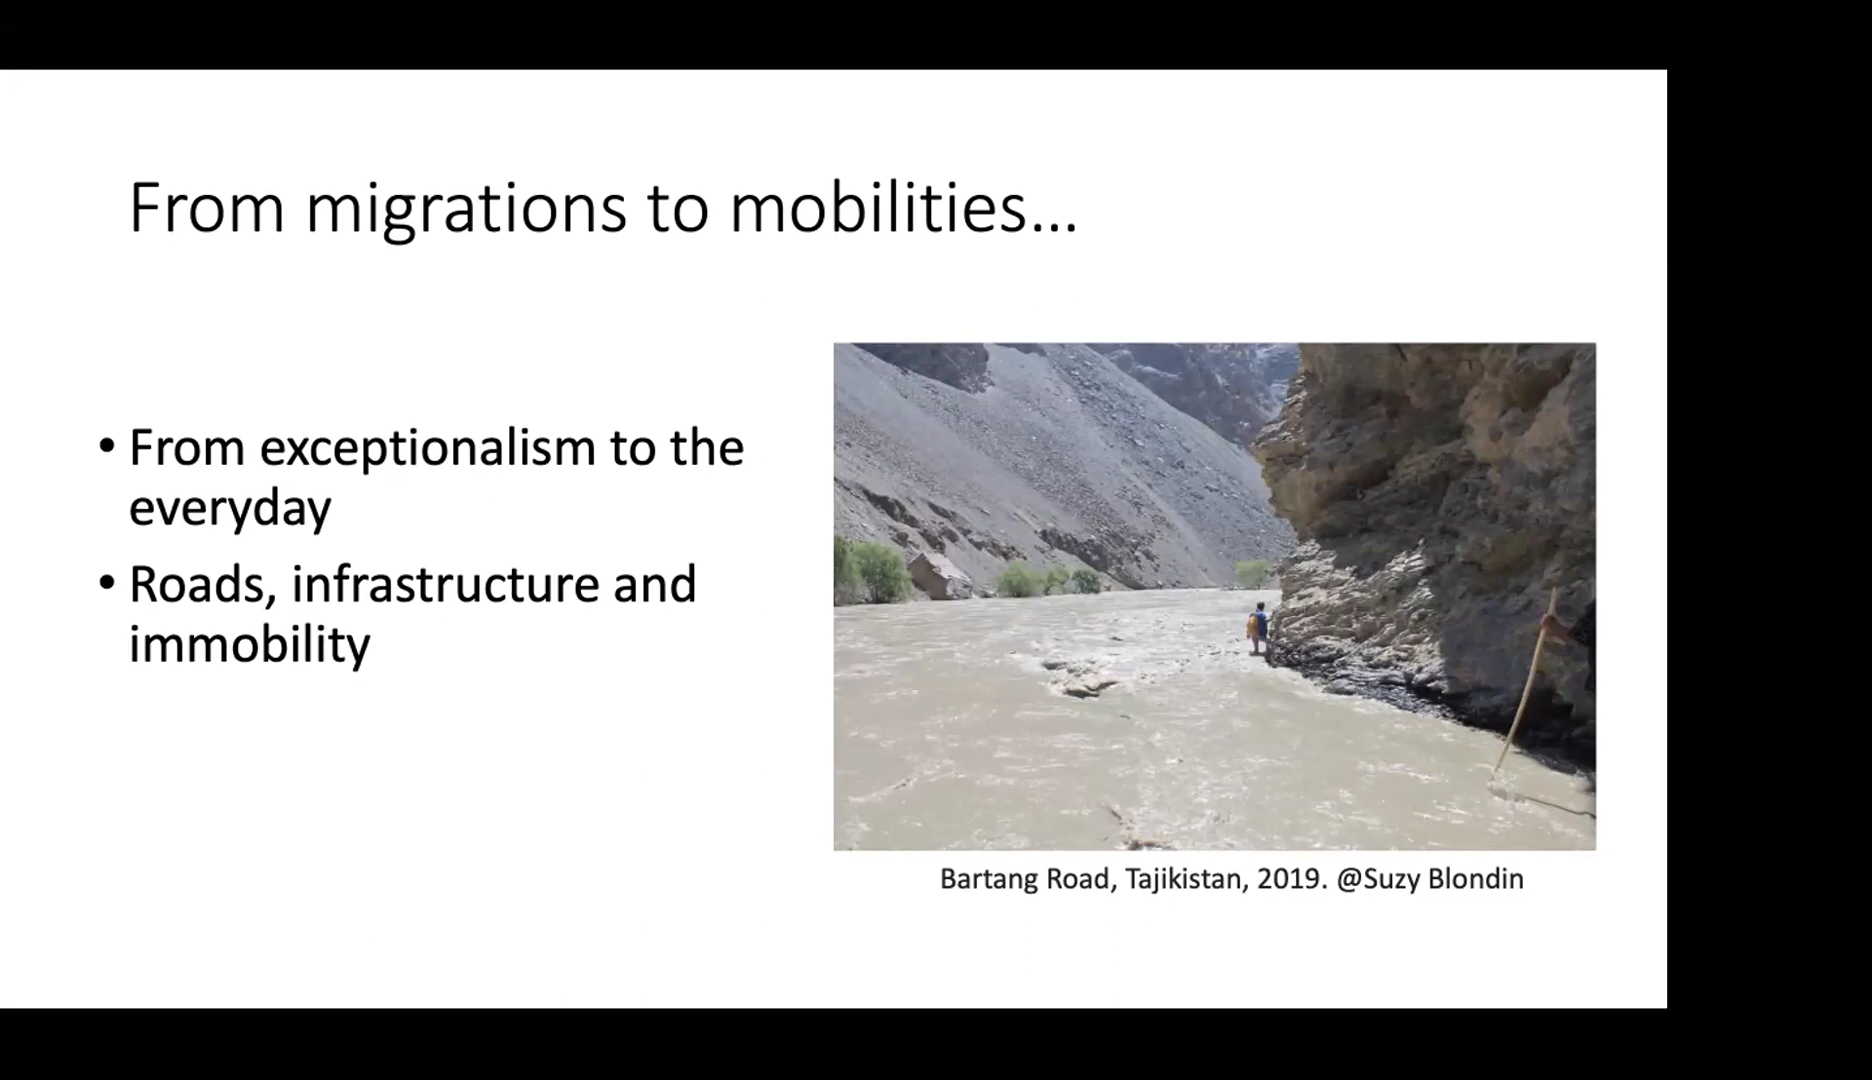 From migrations to mobilities...
• From exceptionalism to the
everyday
• Roads, infrastructure and
immobility
Bartang Road, Tajikistan, 2019. @Suzy Blondin